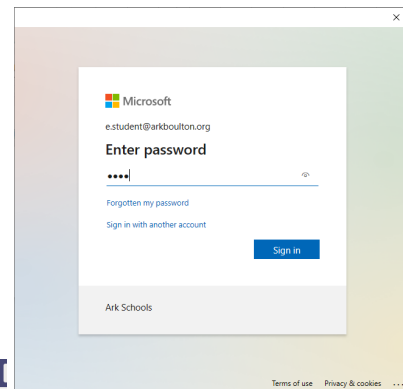 Microsoft
e.student@arkboulton.org
Enter password
••••
Forgotten my password
Sign in with another account
Sign in
Ark Schools
Terms of use Privacy & cookies ...